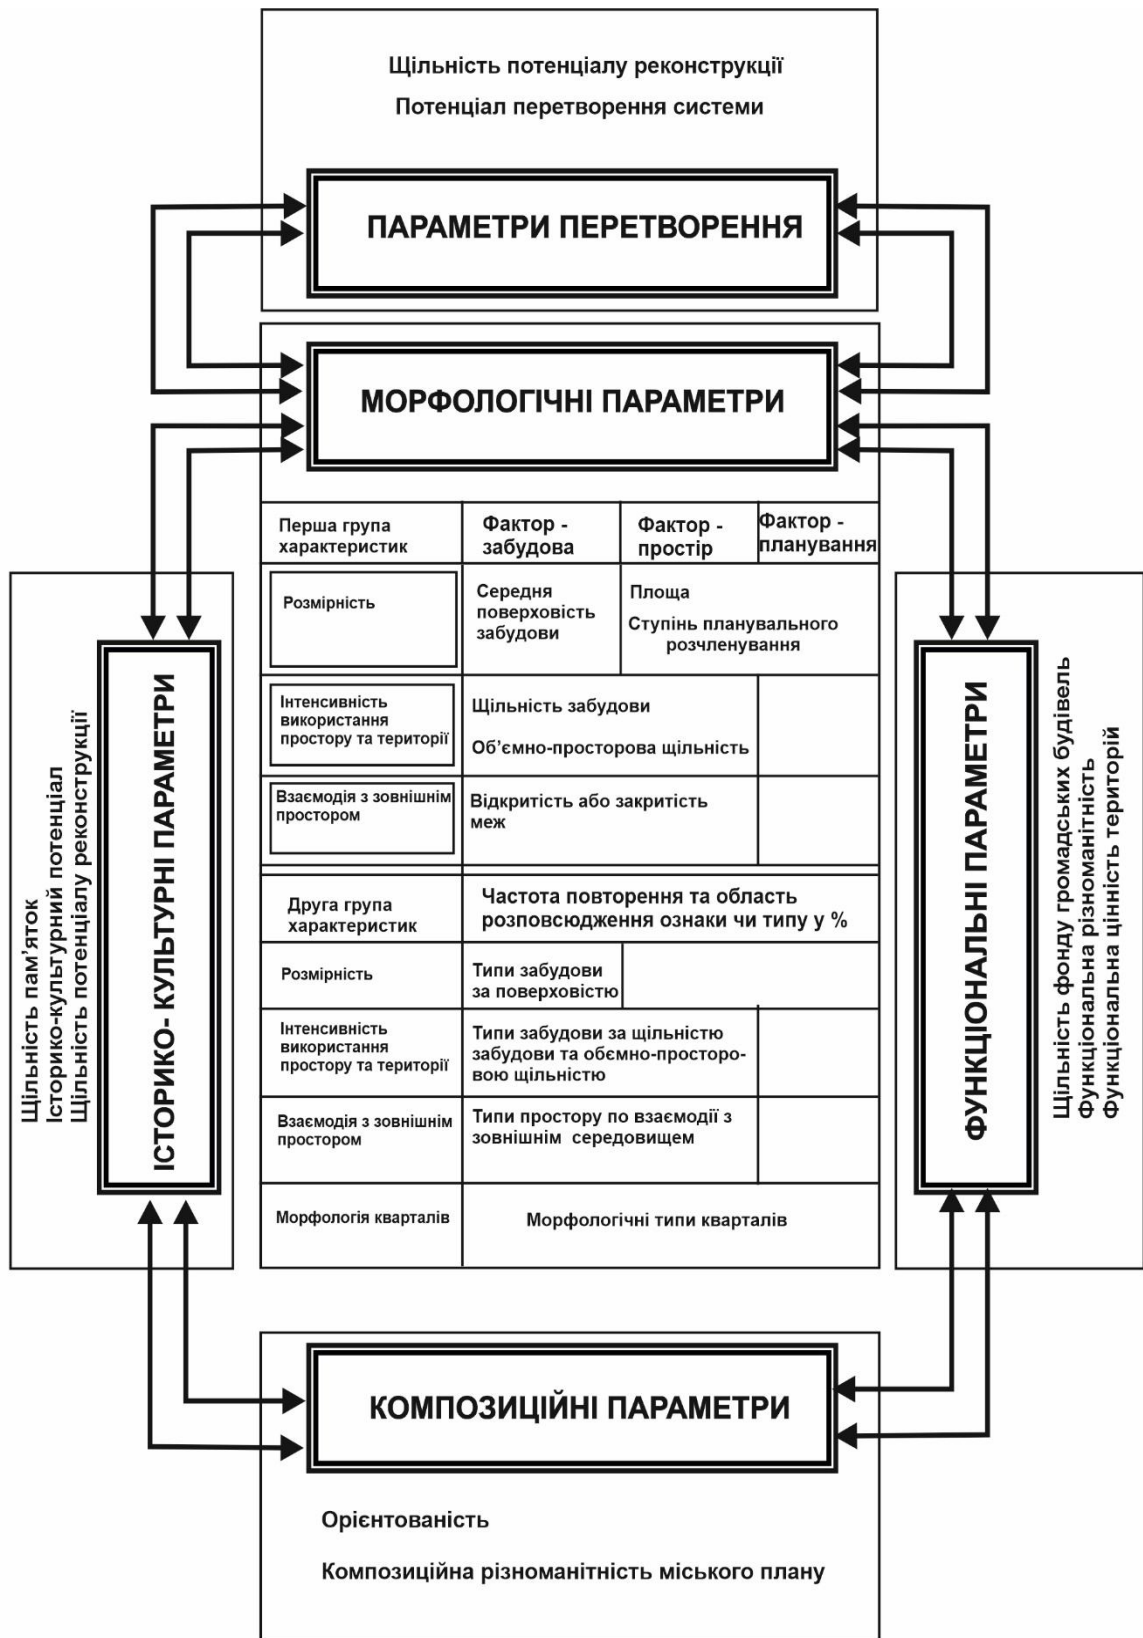 Щільність потенціалу реконструкції
Потенціал перетворення системи
ПАРАМЕТРИ ПЕРЕТВОРЕННЯ
МОРФОЛОГІЧНІ ПАРАМЕТРИ
Перша група
характеристик
Фактор -
забудова
Фактор -
простір
Фактор -
планування
Розмірність
Середня
поверховість
забудови
Площа
Ступінь планувального
розчленування
Інтенсивність
використання
простору та території
Щільність забудови
Об’ємно-просторова щільність
Взаємодія з зовнішнім
простором
Відкритість або закритість
меж
Друга група
характеристик
Частота повторення та область
розповсюдження ознаки чи типу у %
Розмірність
Типи забудови
за поверховістю
Інтенсивність
використання
простору та території
Типи забудови за щільністю
забудови та обємно-просторо-
вою щільністю
Взаємодія з зовнішнім
простором
Типи простору по взаємодії з
зовнішнім середовищем
Морфологія кварталів
Морфологічні типи кварталів
Щільність пам’яток
Історико-культурний потенціал
Щільність потенціалу реконструкції
ІСТОРИКО- КУЛЬТУРНІ ПАРАМЕТРИ
ФУНКЦІОНАЛЬНІ ПАРАМЕТРИ
Щільність фонду громадських будівель
Функціональна різноманітність
Функціональна цінність територій
КОМПОЗИЦІЙНІ ПАРАМЕТРИ
Орієнтованість
Композиційна різноманітність міського плану